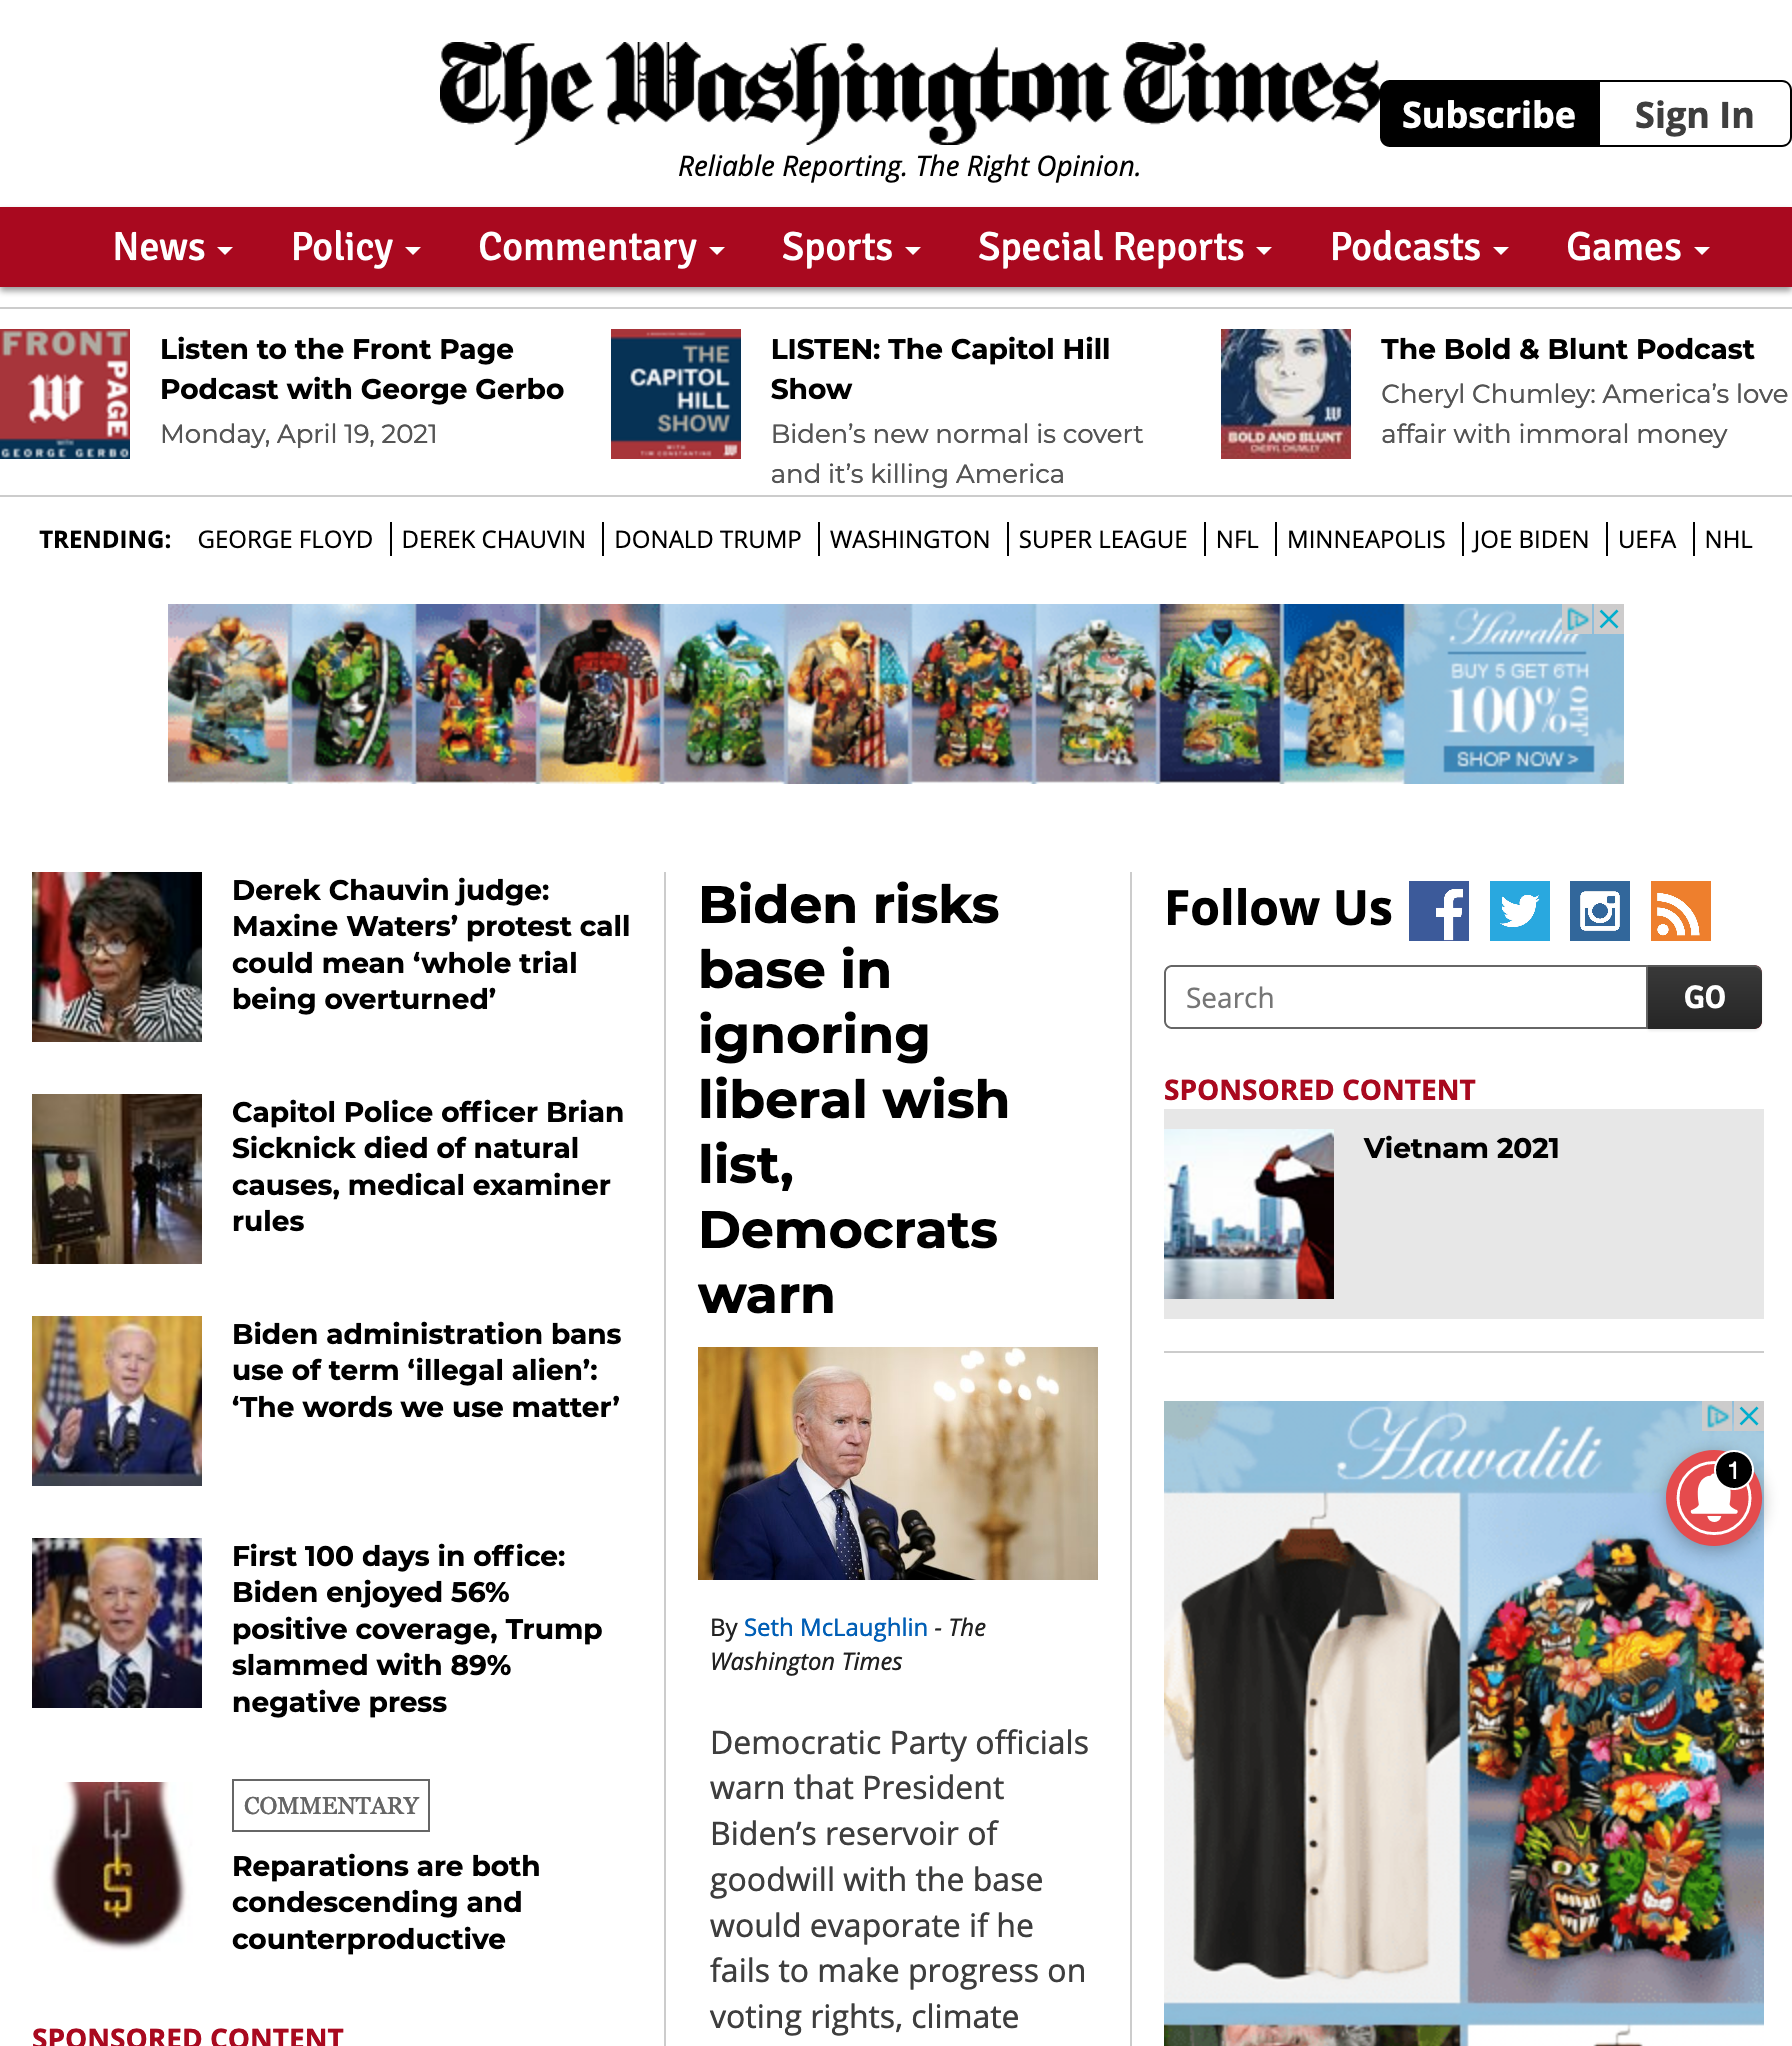 The Washington Times
Subscribe
Sign In
Reliable Reporting. The Right Opinion.
News
Policy
Commentary
Sports
Special Reports
Podcasts
Games
FRONT
PAGE
WITH
GEORGE GERBO
Listen to the Front Page
Podcast with George Gerbo
Monday, April 19, 2021
THE
CAPITOL
HILL
SHOW
WITH
TIM CONSTANTINE
LISTEN: The Capitol Hill
Show
Biden’s new normal is covert
and it’s killing America
BOLD AND BLUNT
CHERYL CHUMLEY
The Bold & Blunt Podcast
Cheryl Chumley: America’s love
affair with immoral money
TRENDING: GEORGE FLOYD DEREK CHAUVIN DONALD TRUMP WASHINGTON SUPER LEAGUE NFL MINNEAPOLIS JOE BIDEN UEFA NHL
BUY 5 GET 6TH
100% OFF
SHOP NOW >
Derek Chauvin judge:
Maxine Waters’ protest call
could mean ‘whole trial
being overturned’
Capitol Police officer Brian
Sicknick died of natural
causes, medical examiner
rules
Biden administration bans
use of term ‘illegal alien’:
‘The words we use matter’
First 100 days in office:
Biden enjoyed 56%
positive coverage, Trump
slammed with 89%
negative press
COMMENTARY
Reparations are both
condescending and
counterproductive
SPONSORED CONTENT
Biden risks
base in
ignoring
liberal wish
list,
Democrats
warn
By Seth McLaughlin - The
Washington Times
Democratic Party officials
warn that President
Biden’s reservoir of
goodwill with the base
would evaporate if he
fails to make progress on
voting rights, climate
Follow Us
Search
GO
SPONSORED CONTENT
Vietnam 2021
Hawalili
1